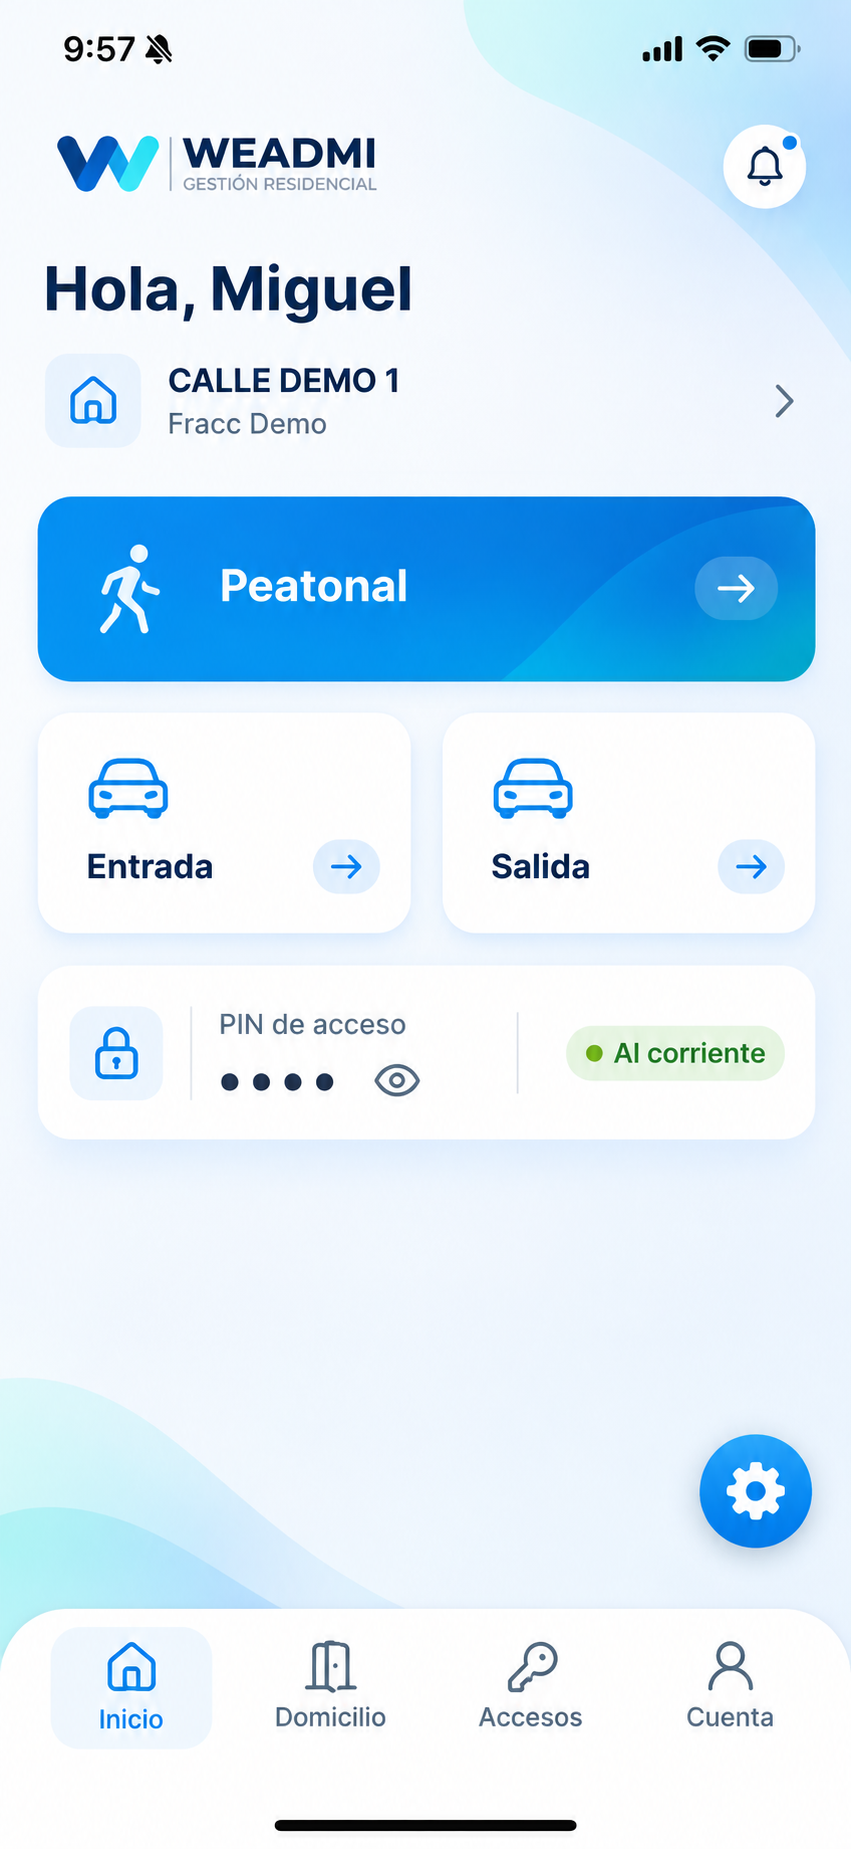 9:57
WEADMI
GESTIÓN RESIDENCIAL
Hola, Miguel
CALLE DEMO 1
Fracc Demo
Peatonal
Entrada
Salida
PIN de acceso
Al corriente
Inicio
Domicilio
Accesos
Cuenta